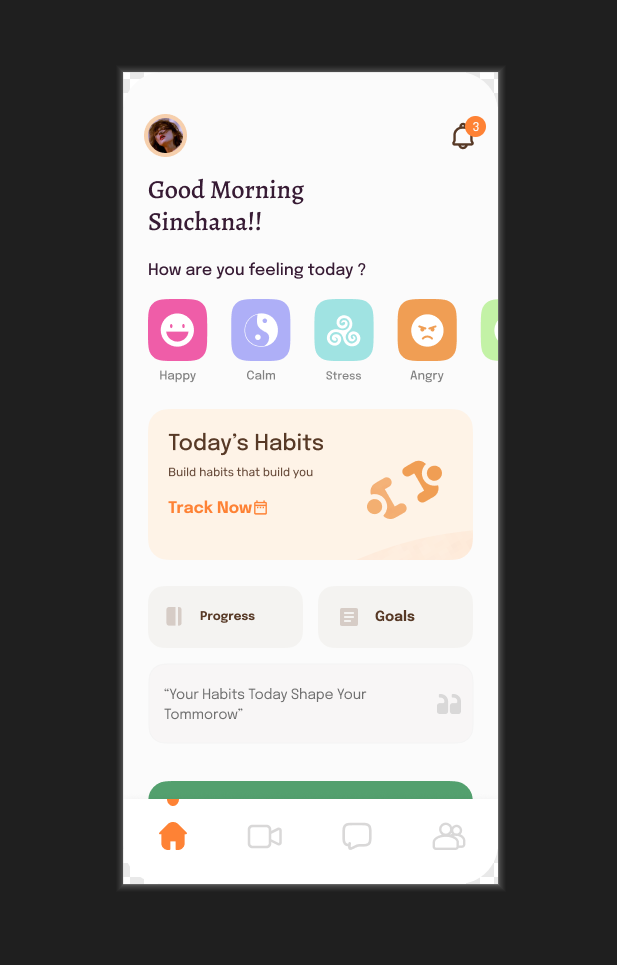 3
Good Morning
Sinchana!!
How are you feeling today ?
Happy
Calm
Stress
Angry
Today’s Habits
Build habits that build you
Track Now
Progress
Goals
“Your Habits Today Shape Your
Tommorow”